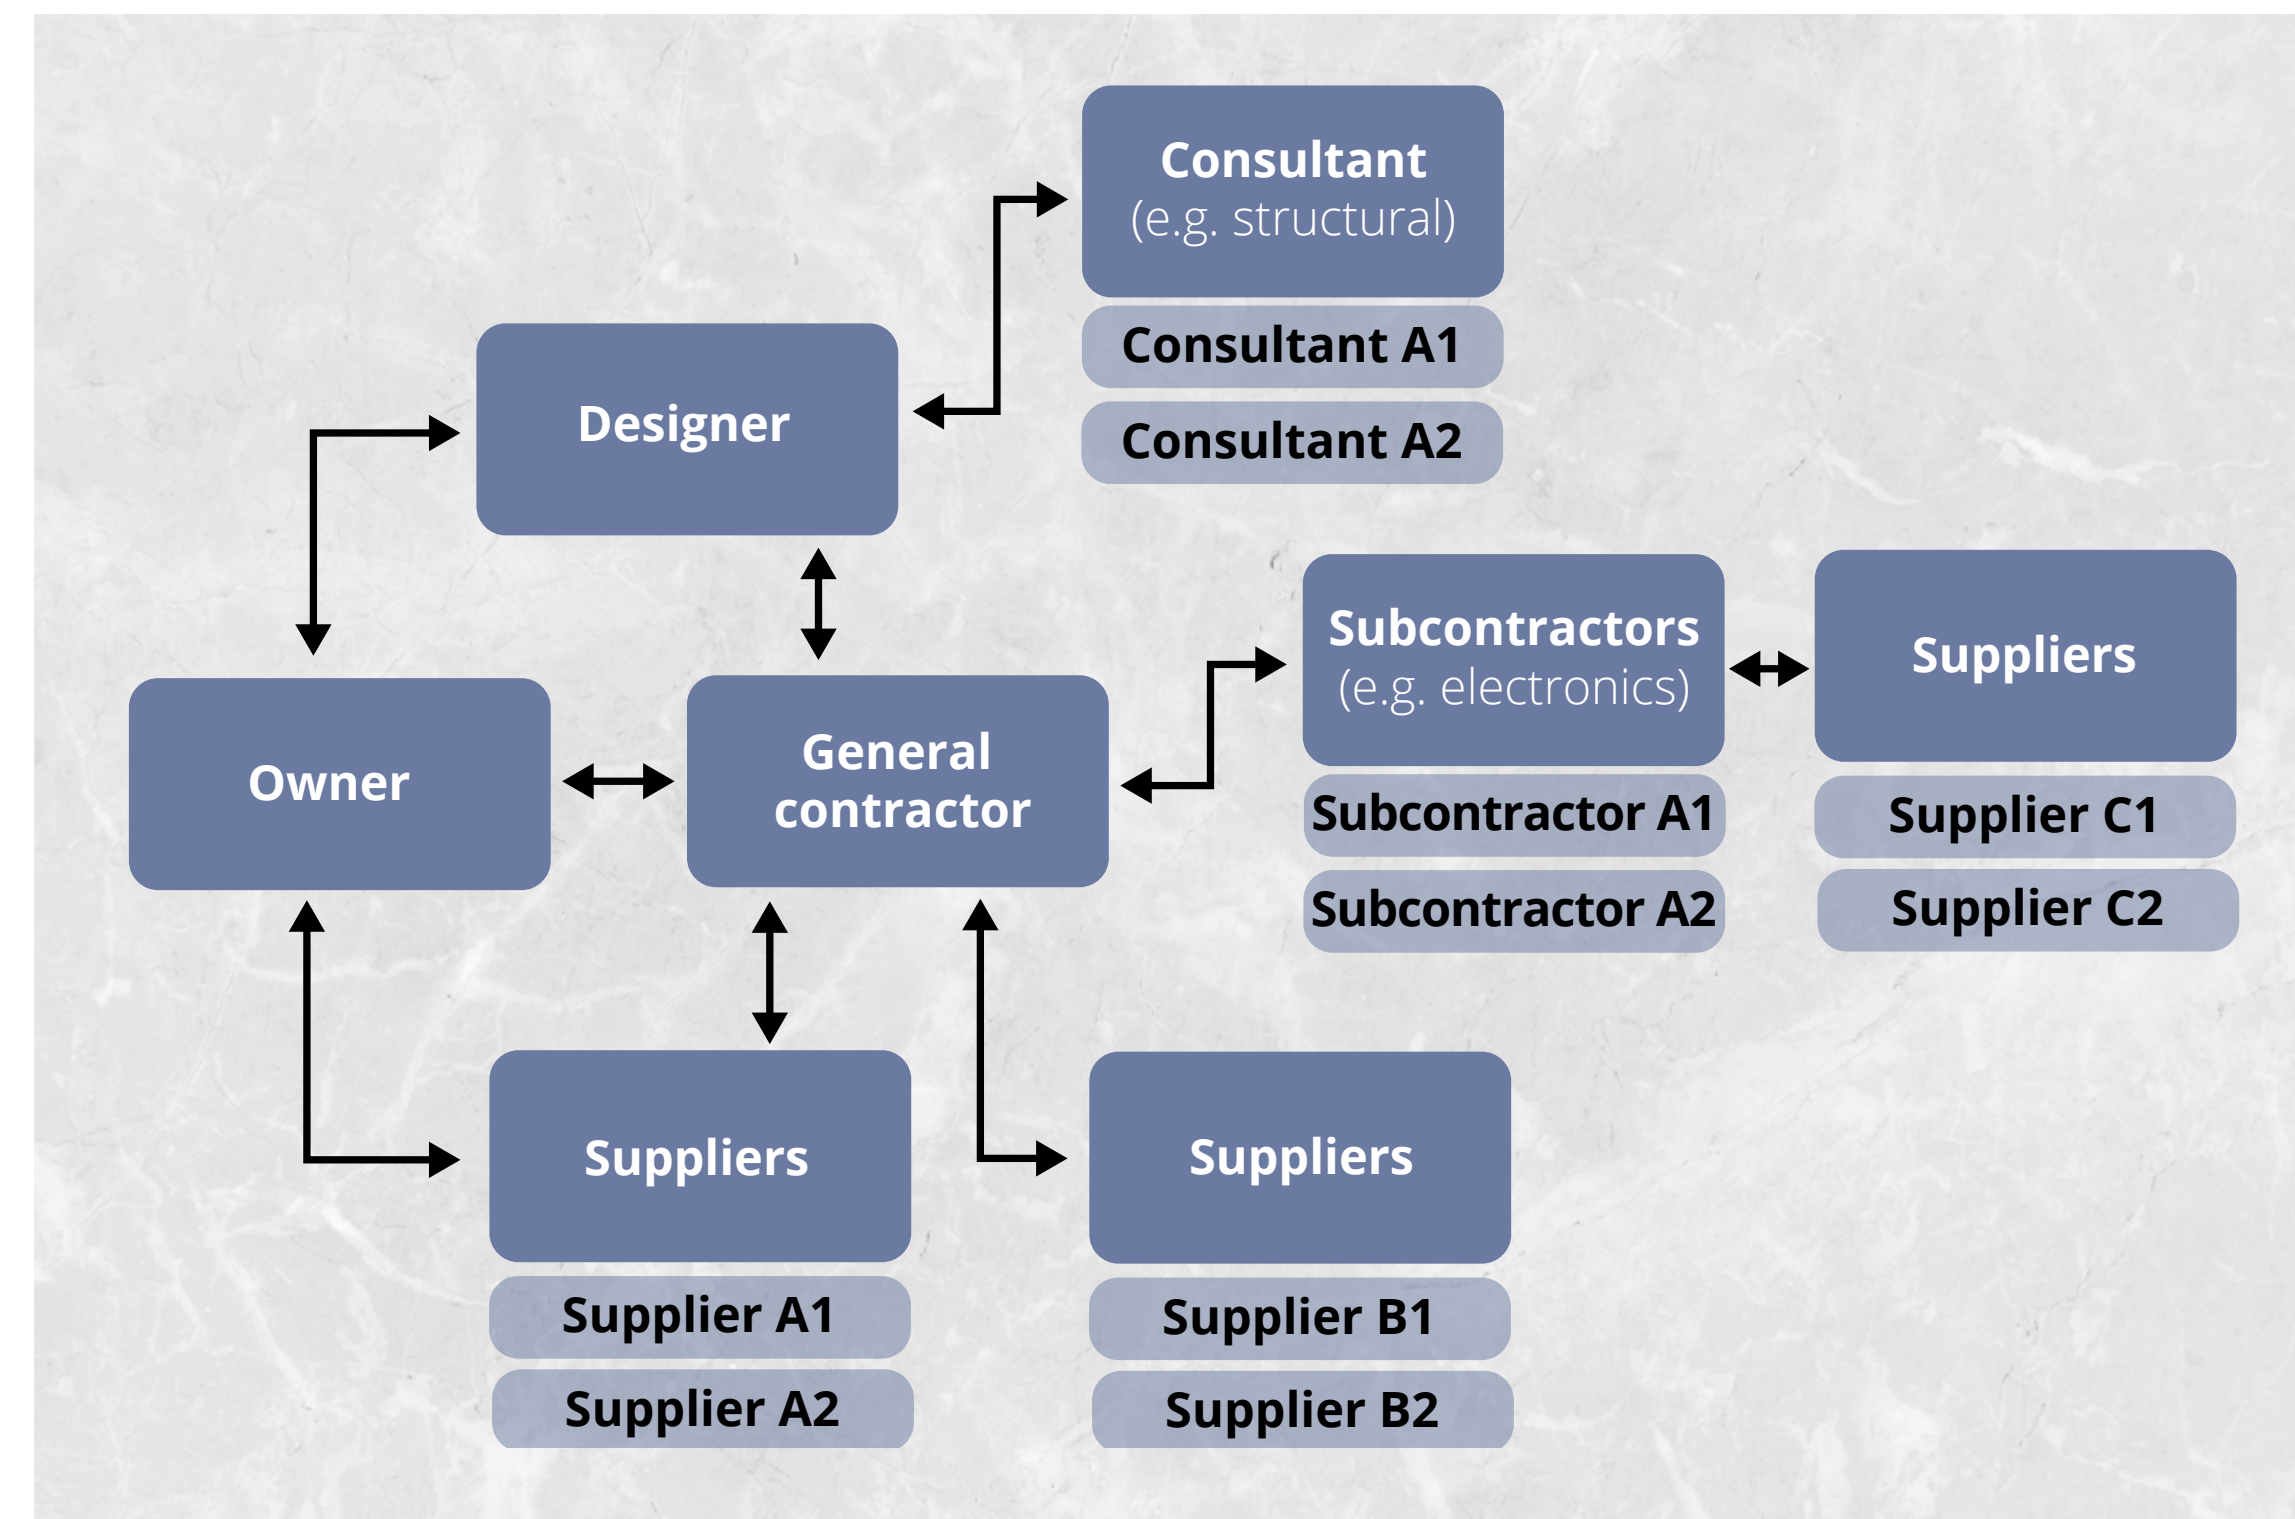 Consultant
(e.g. structural)
Consultant A1
Consultant A2
Designer
Subcontractors
(e.g. electronics)
Subcontractor A1
Subcontractor A2
Suppliers
Supplier C1
Supplier C2
Owner
General
contractor
Suppliers
Supplier A1
Supplier A2
Suppliers
Supplier B1
Supplier B2